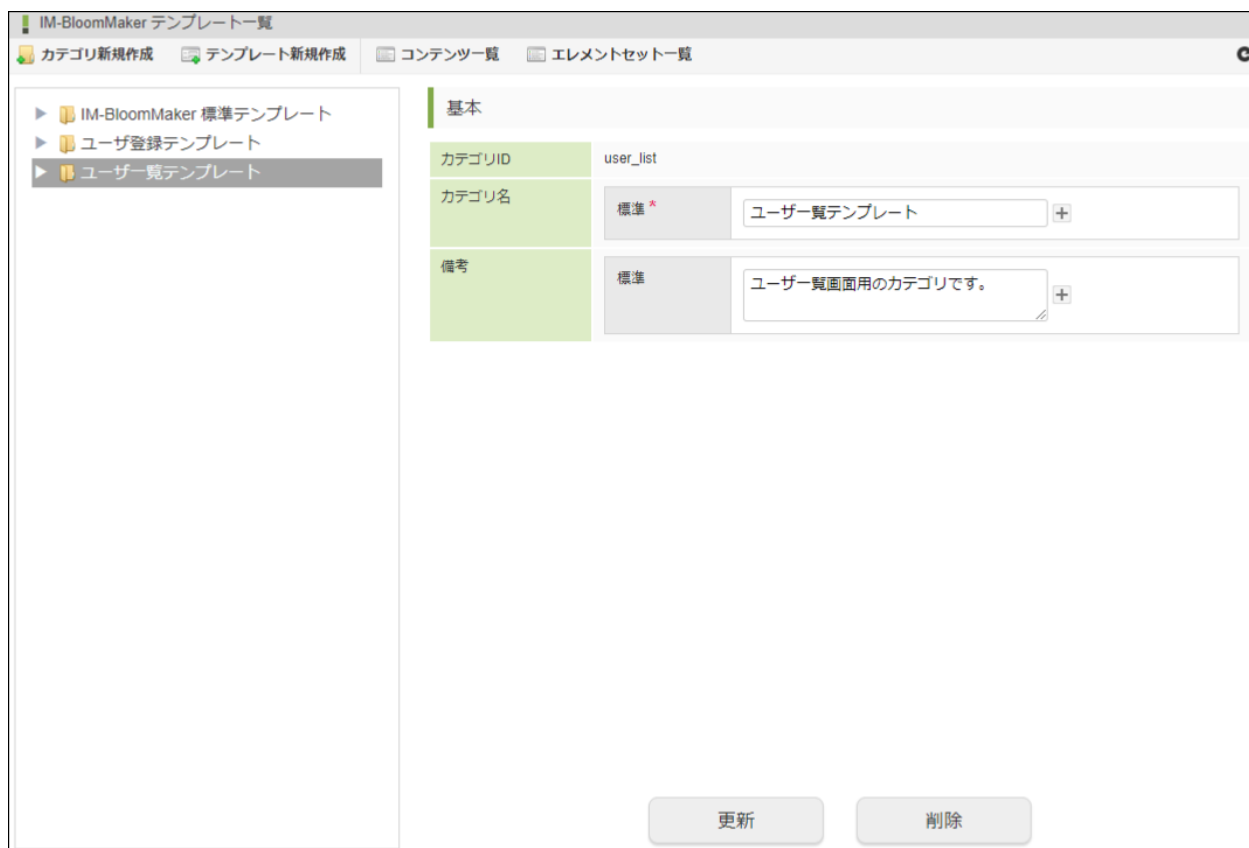 IM-BloomMaker テンプレート一覧
カテゴリ新規作成 テンプレート新規作成 コンテンツ一覧 エレメントセット一覧
IM-BloomMaker 標準テンプレート
ユーザ登録テンプレート
ユーザ一覧テンプレート
基本
カテゴリID user_list
カテゴリ名 標準* ユーザ一覧テンプレート
備考 標準 ユーザ一覧画面用のカテゴリです。
更新 削除